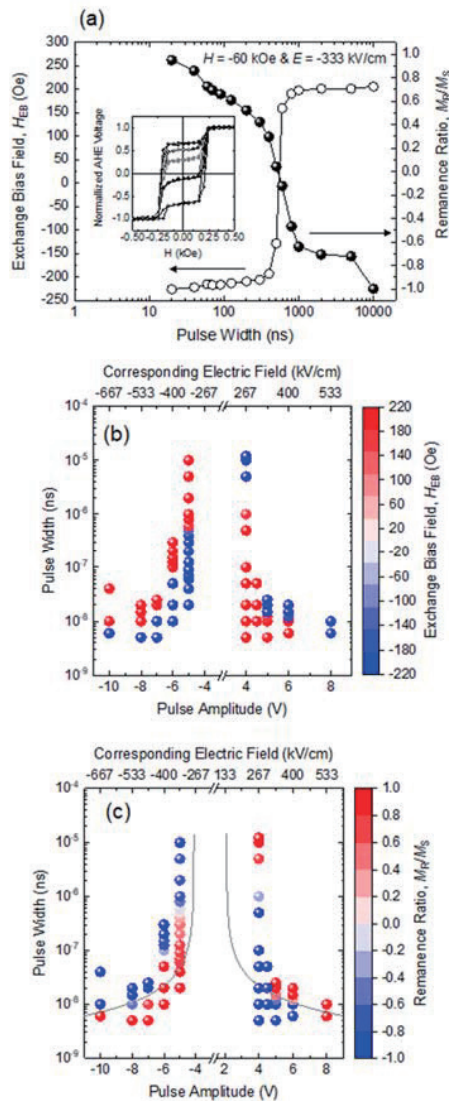 (a)
H = -60 kOe & E = -333 kV/cm
Exchange Bias Field, HEB (Oe)
300
250
200
150
100
50
0
-50
-100
-150
-200
-250
Normallized AHE Voltage
1.0
0.5
0.0
-0.5
-1.0
-0.50 -0.25 0.00 0.25 0.50
H (kOe)
1.0
0.8
0.6
0.4
0.2
0.0
-0.2
-0.4
-0.6
-0.8
-1.0
Remanence Ratio, MR/MS
10 100 1000 10000
Pulse Width (ns)
Corresponding Electric Field (kV/cm)
-667 -533 -400 -267 267 400 533
(b)
Pulse Width (ns)
10-4
10-5
10-6
10-7
10-8
10-9
-10 -8 -6 -4 4 6 8
Pulse Amplitude (V)
220
180
140
100
60
20
-20
-60
-100
-140
-180
-220
Exchange Bias Field, HEB (Oe)
Corresponding Electric Field (kV/cm)
-667 -533 -400 -267 133 267 400 533
(c)
Pulse Width (ns)
10-4
10-5
10-6
10-7
10-8
10-9
-10 -8 -6 -4 2 4 6 8
Pulse Amplitude (V)
1.0
0.8
0.6
0.4
0.2
0.0
-0.2
-0.4
-0.6
-0.8
-1.0
Remanence Ratio, MR/MS